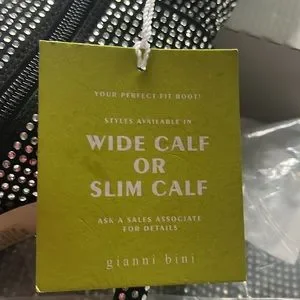 YOUR PERFECT FIT BOOT!
STYLES AVAILABLE IN
WIDE CALF
OR
SLIM CALF
ASK A SALES ASSOCIATE
FOR DETAILS
gianni bini